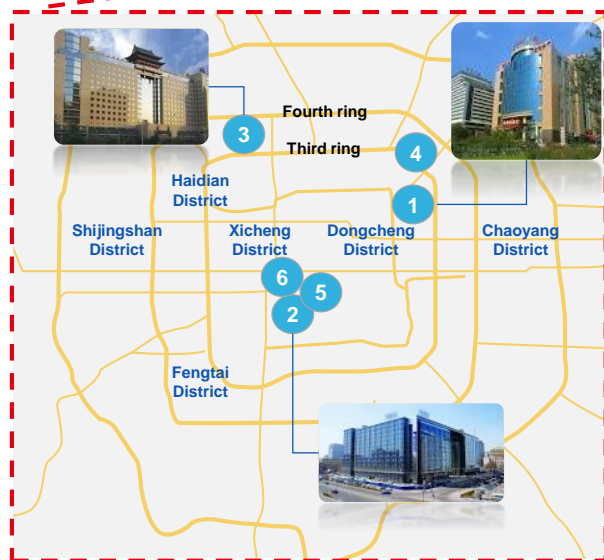 Fourth ring
3
Third ring
4
Haidian
District
1
Shijingshan
District
Xicheng
District
Dongcheng
District
Chaoyang
District
6
5
2
Fengtai
District